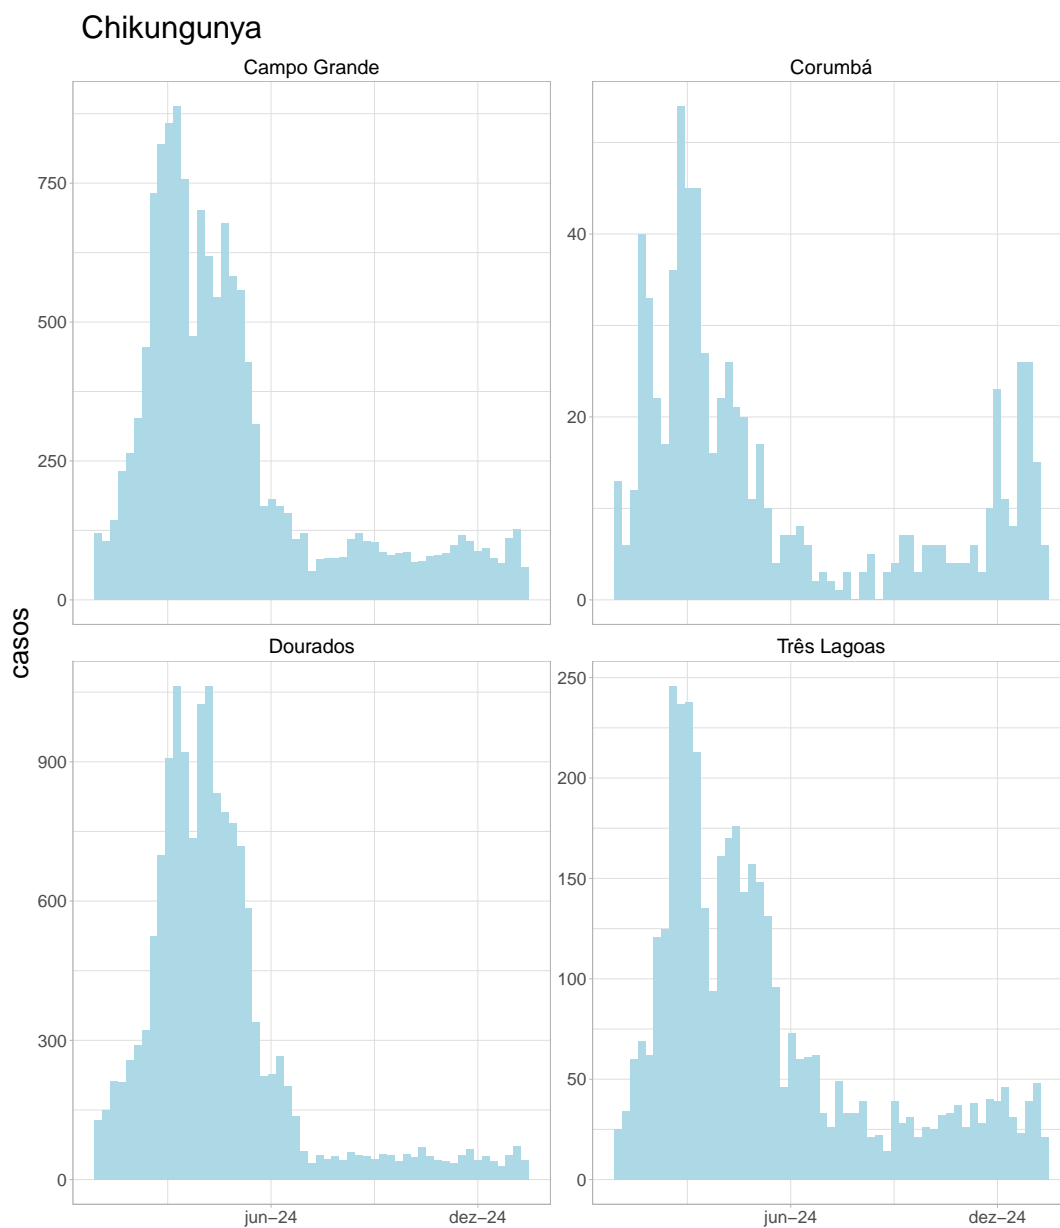 Chikungunya
Campo Grande
Corumbá
750
500
250
0
40
20
0
casos
Dourados
Três Lagoas
900
600
300
0
250
200
150
100
50
0
jun–24
dez–24
jun–24
dez–24